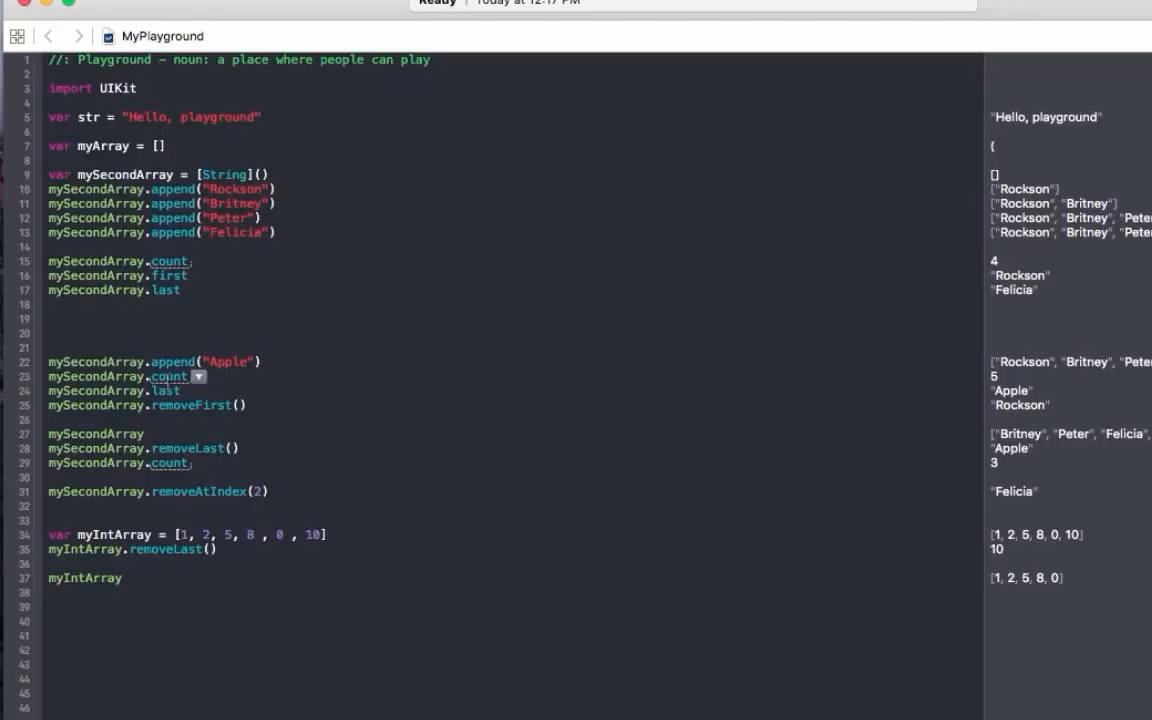 Ready | Today at 12:17 PM
MyPlayground
1 //: Playground - noun: a place where people can play
2
3 import UIKit
4
5 var str = "Hello, playground" "Hello, playground"
6
7 var myArray = [] (
8
9 var mySecondArray = [String]() []
10 mySecondArray.append("Rockson") ["Rockson"]
11 mySecondArray.append("Britney") ["Rockson", "Britney"]
12 mySecondArray.append("Peter") ["Rockson", "Britney", "Pete
13 mySecondArray.append("Felicia") ["Rockson", "Britney", "Pete
14
15 mySecondArray.count; 4
16 mySecondArray.first "Rockson"
17 mySecondArray.last "Felicia"
18
19
20
21
22 mySecondArray.append("Apple") ["Rockson", "Britney", "Pete
23 mySecondArray.count 5
24 mySecondArray.last "Apple"
25 mySecondArray.removeFirst() "Rockson"
26
27 mySecondArray ["Britney", "Peter", "Felicia",
28 mySecondArray.removeLast() "Apple"
29 mySecondArray.count; 3
30
31 mySecondArray.removeAtIndex(2) "Felicia"
32
33
34 var myIntArray = [1, 2, 5, 8 , 0 , 10] [1, 2, 5, 8, 0, 10]
35 myIntArray.removeLast() 10
36
37 myIntArray [1, 2, 5, 8, 0]
38
39
40
41
42
43
44
45
46